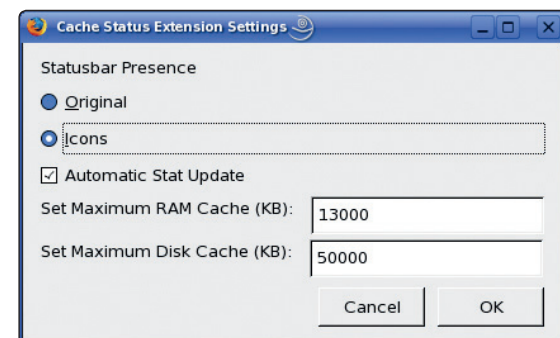 Cache Status Extension Settings
Statusbar Presence
Original
Icons
Automatic Stat Update
Set Maximum RAM Cache (KB): 13000
Set Maximum Disk Cache (KB): 50000
Cancel OK